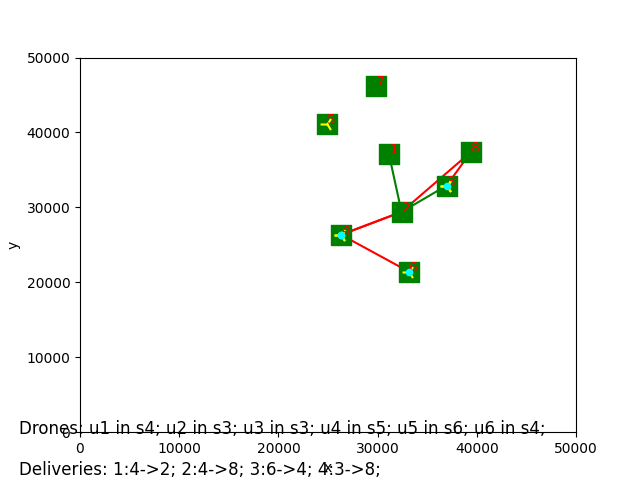 50000
40000
30000
20000
10000
0
y
0 10000 20000 30000 40000 50000
x
Drones: u1 in s4; u2 in s3; u3 in s3; u4 in s5; u5 in s6; u6 in s4;
Deliveries: 1:4->2; 2:4->8; 3:6->4; 4:3->8;